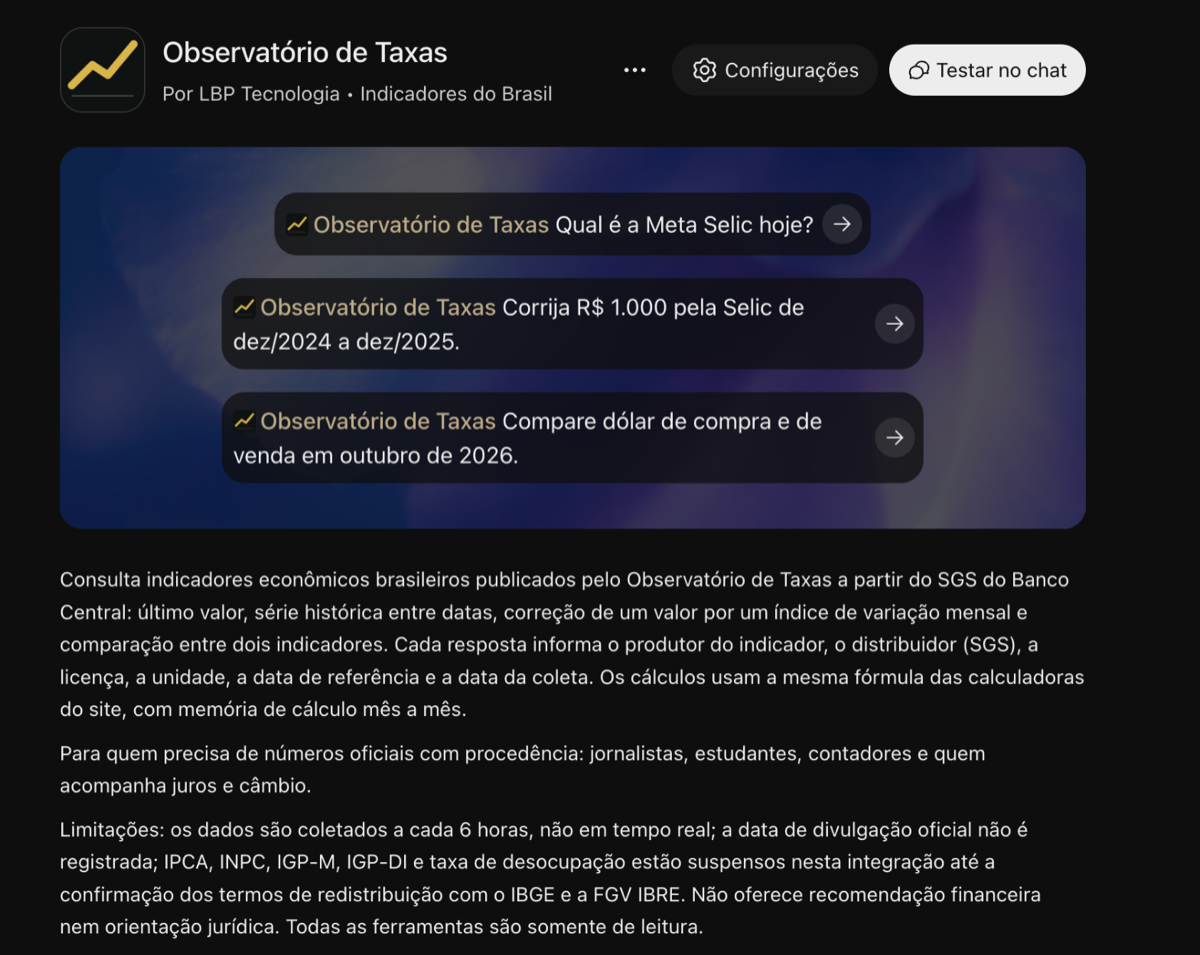 Observatório de Taxas
Por LBP Tecnologia • Indicadores do Brasil
Configurações
Testar no chat
Observatório de Taxas Qual é a Meta Selic hoje?
Observatório de Taxas Corrija R$ 1.000 pela Selic de
dez/2024 a dez/2025.
Observatório de Taxas Compare dólar de compra e de
venda em outubro de 2026.
Consulta indicadores econômicos brasileiros publicados pelo Observatório de Taxas a partir do SGS do Banco
Central: último valor, série histórica entre datas, correção de um valor por um índice de variação mensal e
comparação entre dois indicadores. Cada resposta informa o produtor do indicador, o distribuidor (SGS), a
licença, a unidade, a data de referência e a data da coleta. Os cálculos usam a mesma fórmula das calculadoras
do site, com memória de cálculo mês a mês.
Para quem precisa de números oficiais com procedência: jornalistas, estudantes, contadores e quem
acompanha juros e câmbio.
Limitações: os dados são coletados a cada 6 horas, não em tempo real; a data de divulgação oficial não é
registrada; IPCA, INPC, IGP-M, IGP-DI e taxa de desocupação estão suspensos nesta integração até a
confirmação dos termos de redistribuição com o IBGE e a FGV IBRE. Não oferece recomendação financeira
nem orientação jurídica. Todas as ferramentas são somente de leitura.